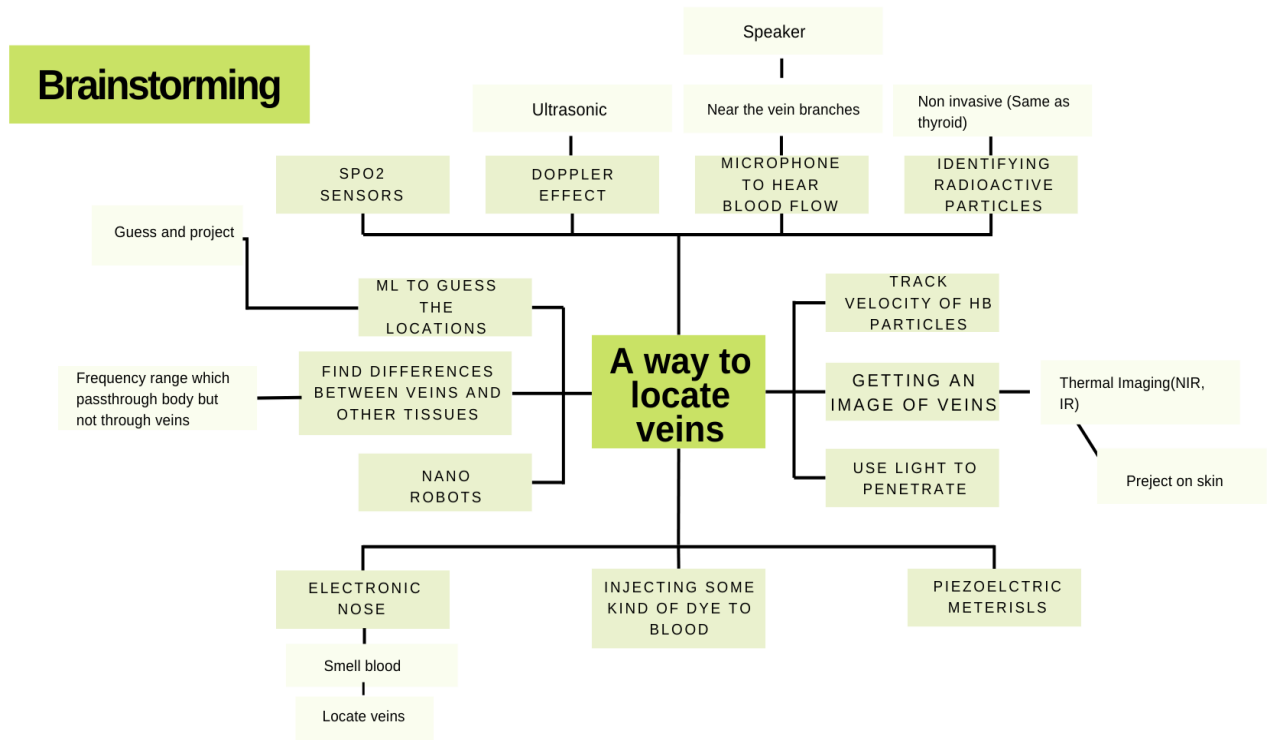 Brainstorming
Speaker
Ultrasonic
Near the vein branches
Non invasive (Same as
thyroid)
SPO2
SENSORS
DOPPLER
EFFECT
MICROPHONE
TO HEAR
BLOOD FLOW
IDENTIFYING
RADIOACTIVE
PARTICLES
Guess and project
ML TO GUESS
THE
LOCATIONS
TRACK
VELOCITY OF HB
PARTICLES
Frequency range which
passthrough body but
not through veins
FIND DIFFERENCES
BETWEEN VEINS AND
OTHER TISSUES
A way to
locate
veins
GETTING AN
IMAGE OF VEINS
Thermal Imaging(NIR,
IR)
NANO
ROBOTS
USE LIGHT TO
PENETRATE
Preject on skin
ELECTRONIC
NOSE
INJECTING SOME
KIND OF DYE TO
BLOOD
PIEZOELCTRIC
METERISLS
Smell blood
Locate veins